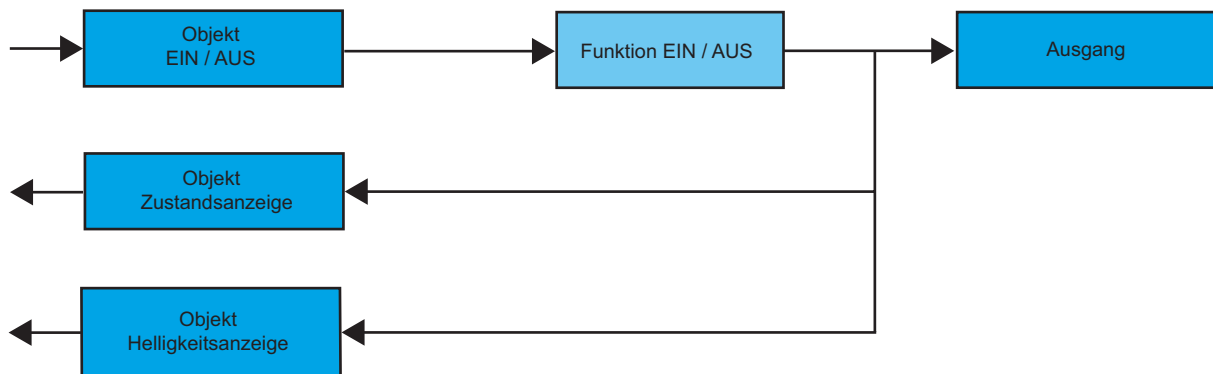 Objekt
EIN / AUS
Funktion EIN / AUS
Ausgang
Objekt
Zustandsanzeige
Objekt
Helligkeitsanzeige